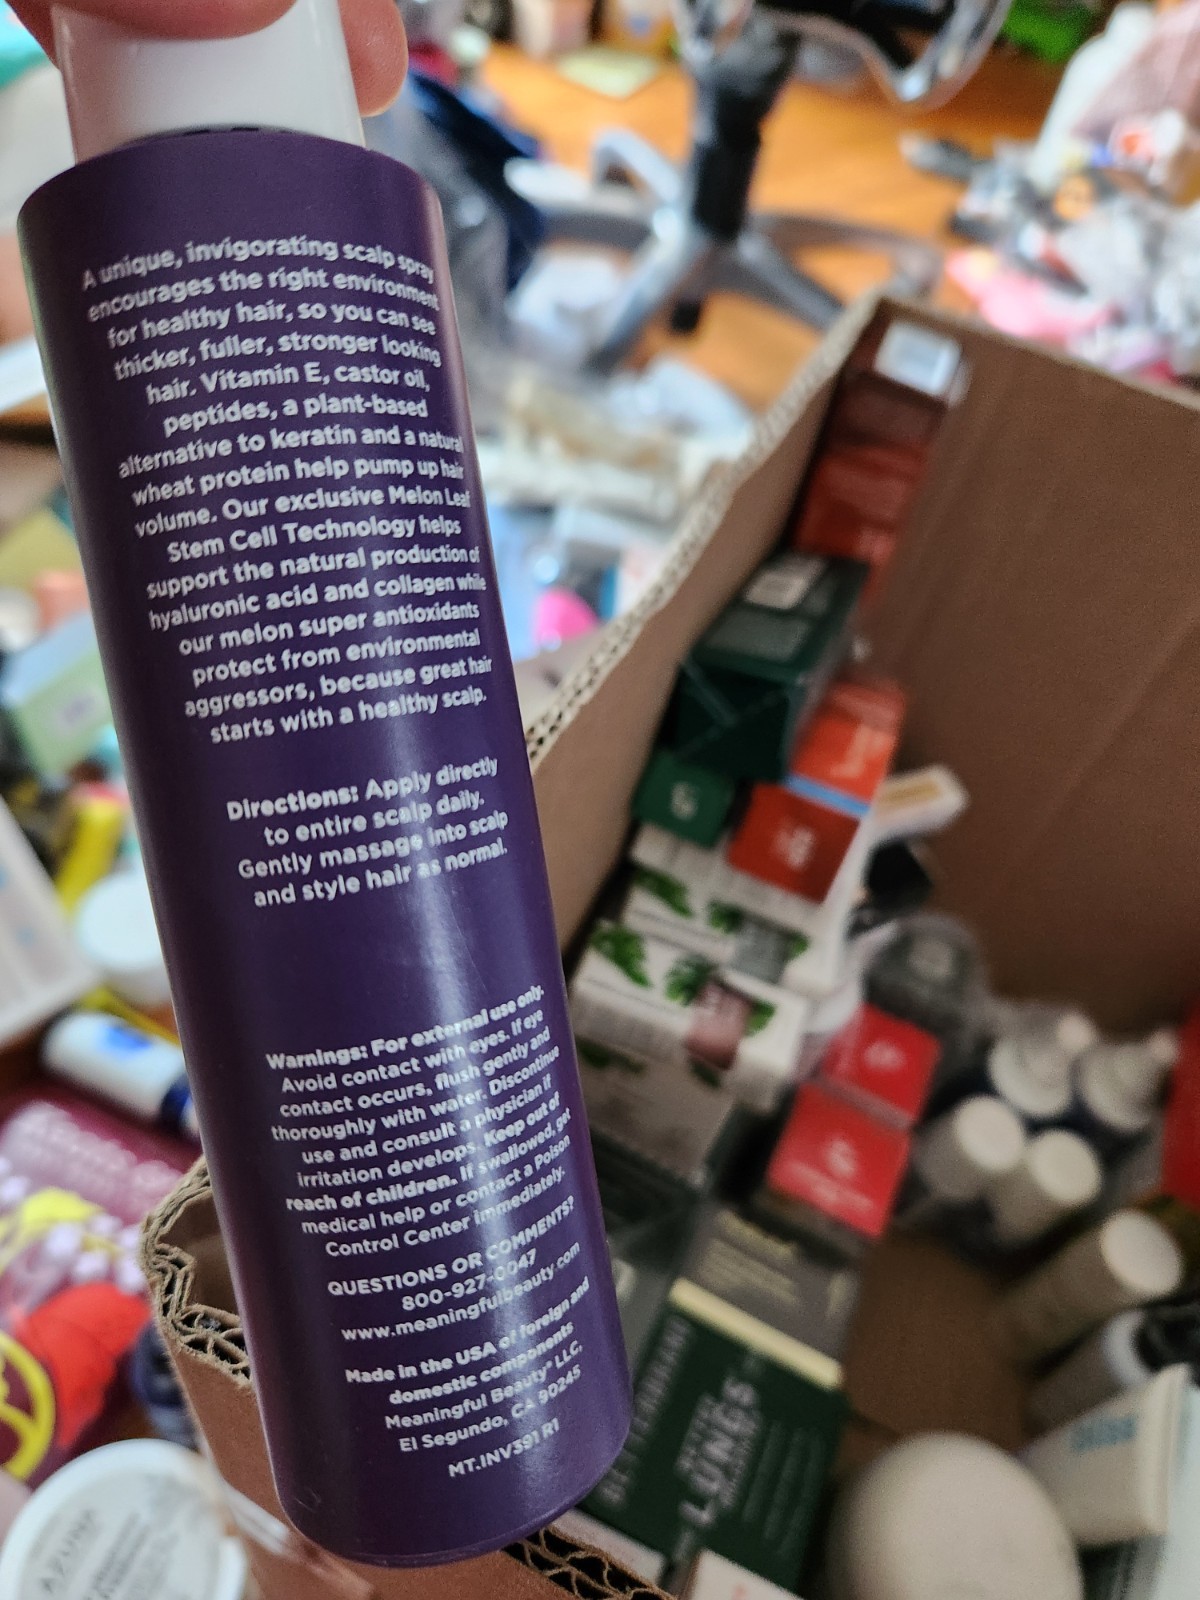 A unique, invigorating scalp spray
encourages the right environment
for healthy hair, so you can see
thicker, fuller, stronger looking
hair. Vitamin E, castor oil,
peptides, a plant-based
alternative to keratin and a natural
wheat protein help pump up hair
volume. Our exclusive Melon Leaf
Stem Cell Technology helps
support the natural production of
hyaluronic acid and collagen while
our melon super antioxidants
protect from environmental
aggressors, because great hair
starts with a healthy scalp.
Directions: Apply directly
to entire scalp daily.
Gently massage into scalp
and style hair as normal.
Warnings: For external use only.
Avoid contact with eyes. If eye
contact occurs, flush gently and
thoroughly with water. Discontinue
use and consult a physician if
irritation develops. Keep out of
reach of children. If swallowed, get
medical help or contact a Poison
Control Center immediately.
QUESTIONS OR COMMENTS?
800-927-0047
www.meaningfulbeauty.com
Made in the USA of foreign and
domestic components
Meaningful Beauty® LLC,
El Segundo, CA 90245
MT.INV391 R1
LUNGS